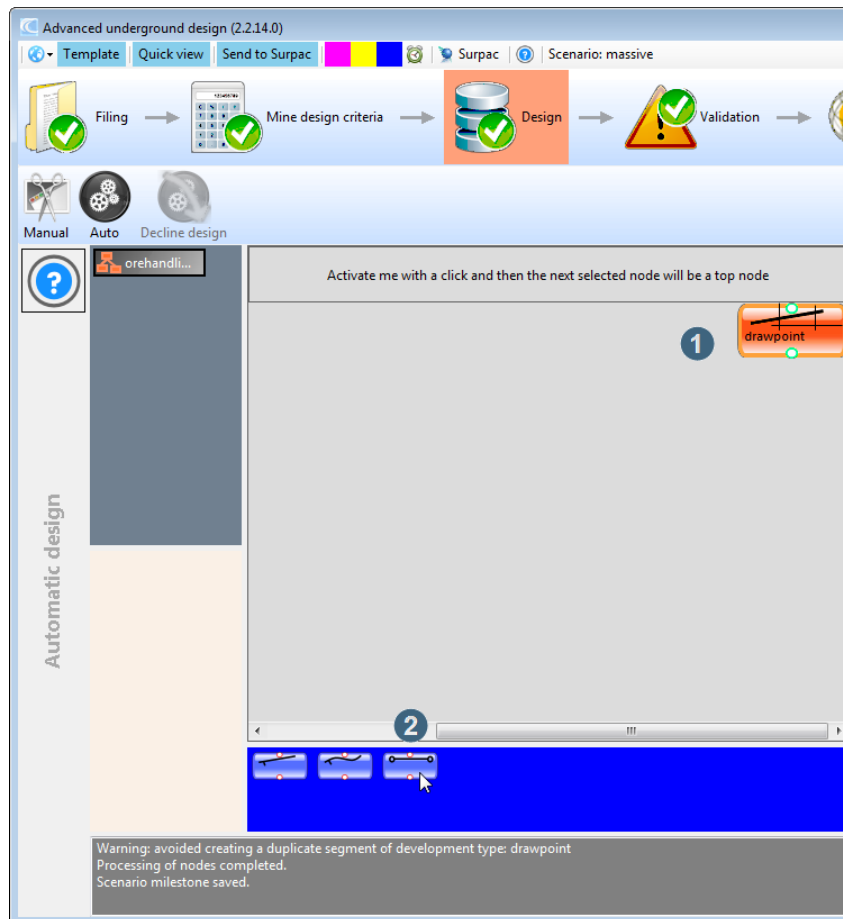 Advanced underground design (2.2.14.0)
Template Quick view Send to Surpac Surpac Scenario: massive
Filing Mine design criteria Design Validation
Manual Auto Decline design
orehandli...
Activate me with a click and then the next selected node will be a top node
1
drawpoint
Automatic design
2
Warning: avoided creating a duplicate segment of development type: drawpoint
Processing of nodes completed.
Scenario milestone saved.